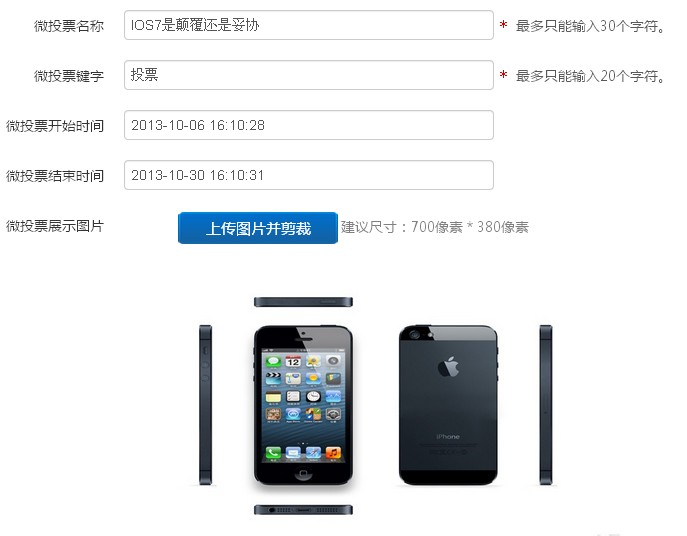 微投票名称 IOS7是颠覆还是妥协 * 最多只能输入30个字符。
微投票键字 投票 * 最多只能输入20个字符。
微投票开始时间 2013-10-06 16:10:28
微投票结束时间 2013-10-30 16:10:31
微投票展示图片 上传图片并剪裁 建议尺寸：700像素 * 380像素
12
iPhone